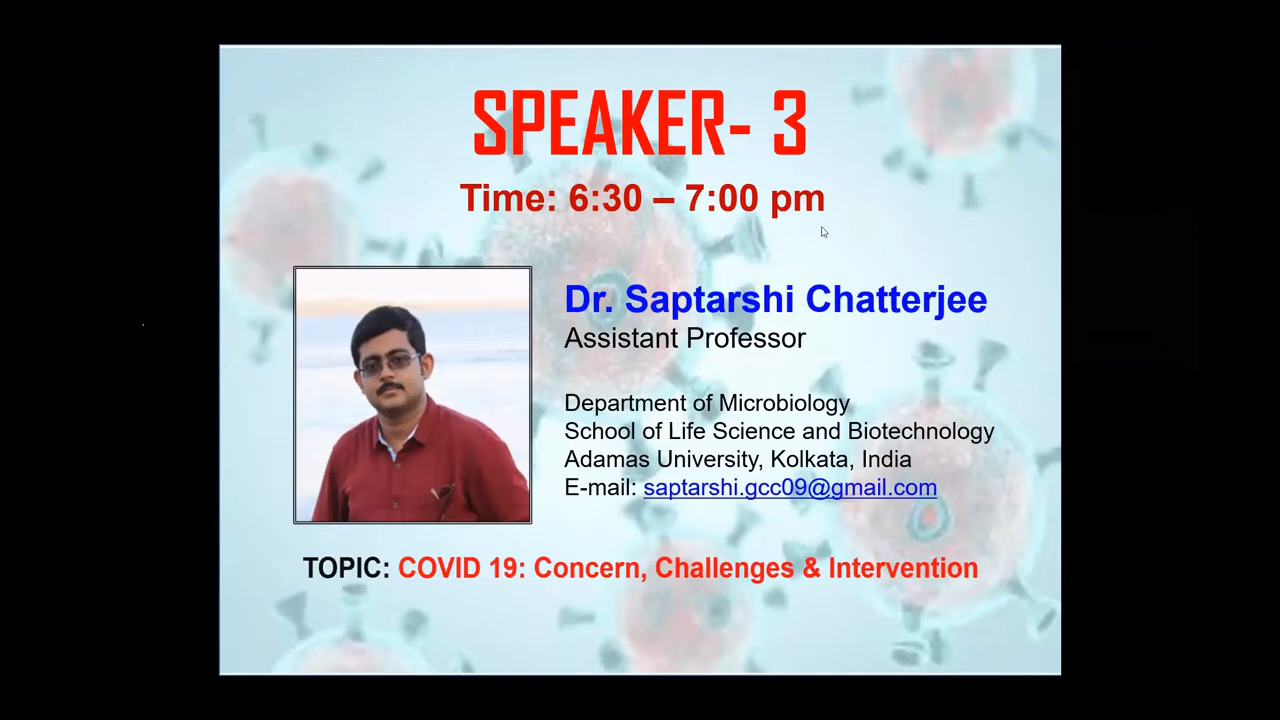 SPEAKER- 3
Time: 6:30 – 7:00 pm
Dr. Saptarshi Chatterjee
Assistant Professor
Department of Microbiology
School of Life Science and Biotechnology
Adamas University, Kolkata, India
E-mail: saptarshi.gcc09@gmail.com
TOPIC: COVID 19: Concern, Challenges & Intervention